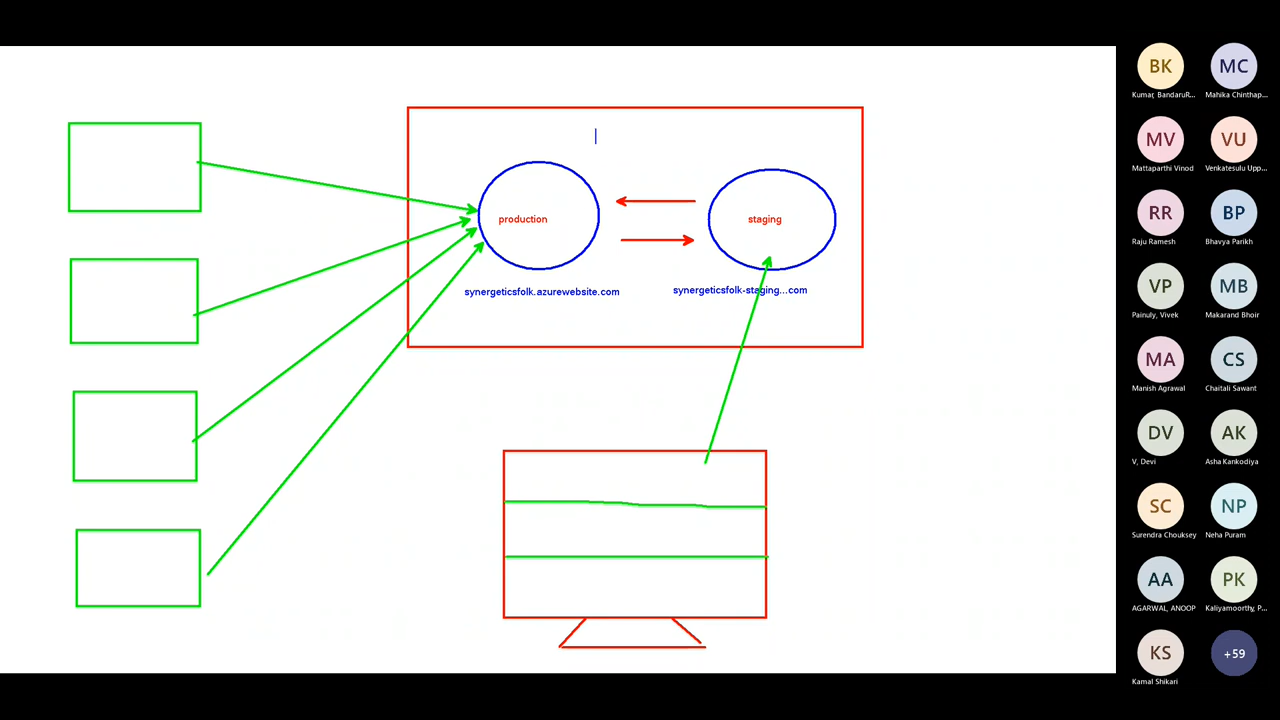 production
staging
synergeticsfolk.azurewebsite.com
synergeticsfolk-staging...com
BK
MC
Kumar, BandaruR...
Mahika Chinthap...
MV
VU
Mattaparthi Vinod
Venkatesulu Upp...
RR
BP
Raju Ramesh
Bhavya Parikh
VP
MB
Painuly, Vivek
Makarand Bhoir
MA
CS
Manish Agrawal
Chaitali Sawant
DV
AK
V, Devi
Asha Kankodiya
SC
NP
Surendra Chouksey
Neha Puram
AA
PK
AGARWAL, ANOOP
Kaliyamoorthy, P...
KS
+59
Kamal Shikari